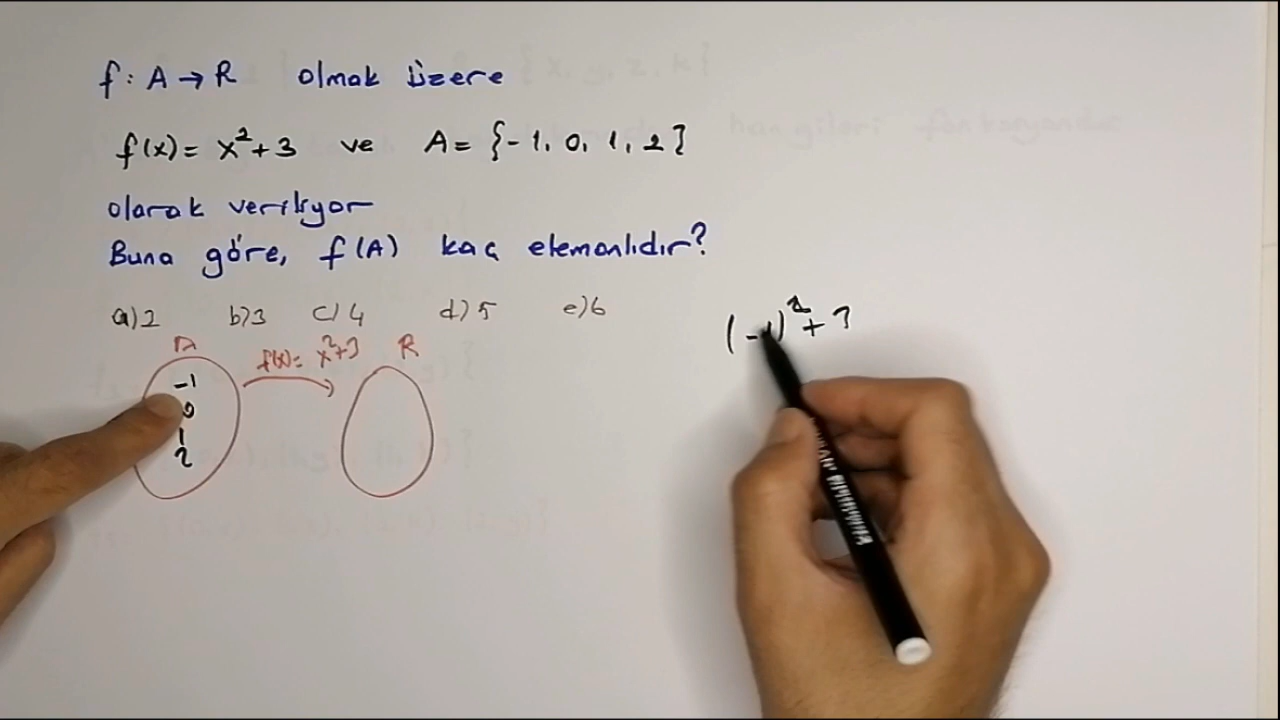 f: A → R olmak üzere
f(x) = x²+3 ve A = {-1, 0, 1, 2}
olarak veriliyor
Buna göre, f(A) kaç elemanlıdır?
a) 2 b) 3 c) 4 d) 5 e) 6
(-1)² + 3
A f(x) = x²+3 R
-1
0
1
2